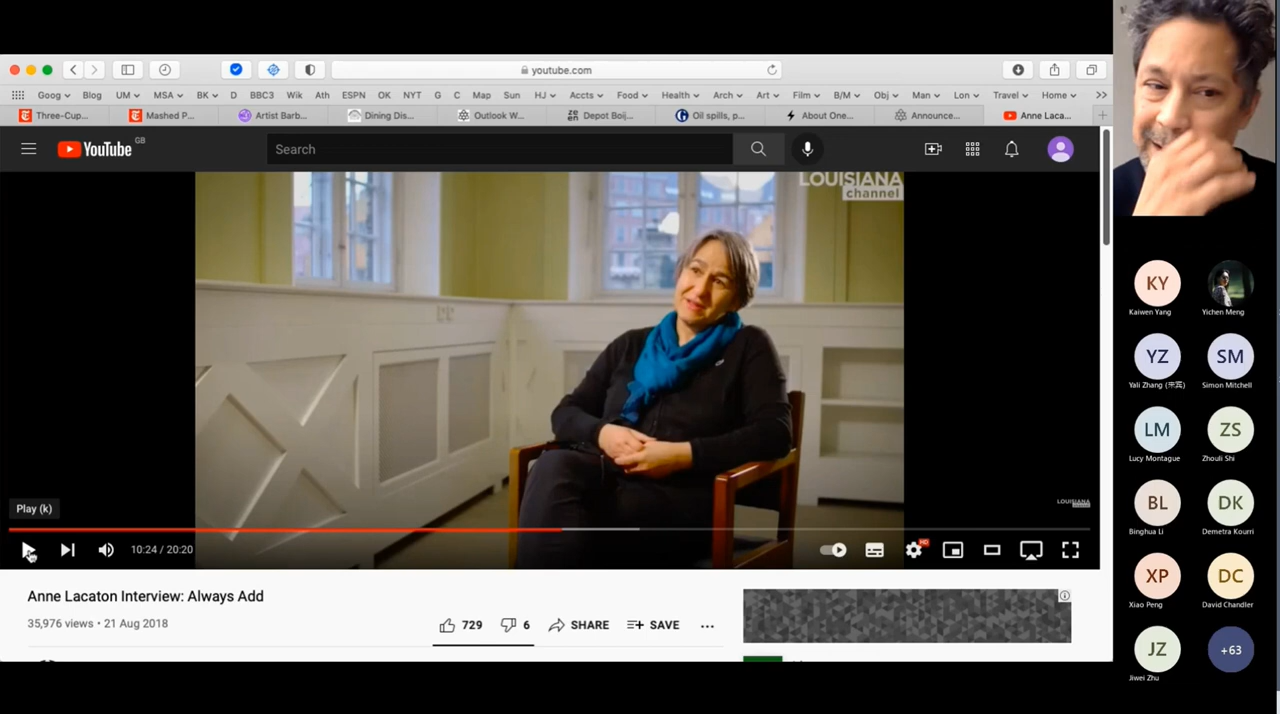 youtube.com
Goog Blog UM MSA BK D BBC3 Wik Ath ESPN OK NYT G C Map Sun HJ Accts Food Health Arch Art Film B/M Obj Man Lon Travel Home >>
Three-Cup... Mashed P... Artist Barb... Dining Dis... Outlook W... Depot Boij... Oil spills, p... About One... Announce... Anne Laca...
YouTube GB
Search
LOUISIANA
channel
Play (k)
LOUISIANA
10:24 / 20:20
HD
Anne Lacaton Interview: Always Add
35,976 views • 21 Aug 2018
729 6 SHARE SAVE ...
KY
Kaiwen Yang Yichen Meng
YZ SM
Yali Zhang (来宾) Simon Mitchell
LM ZS
Lucy Montague Zhouli Shi
BL DK
Binghua Li Demetra Kourri
XP DC
Xiao Peng David Chandler
JZ +63
Jiwei Zhu